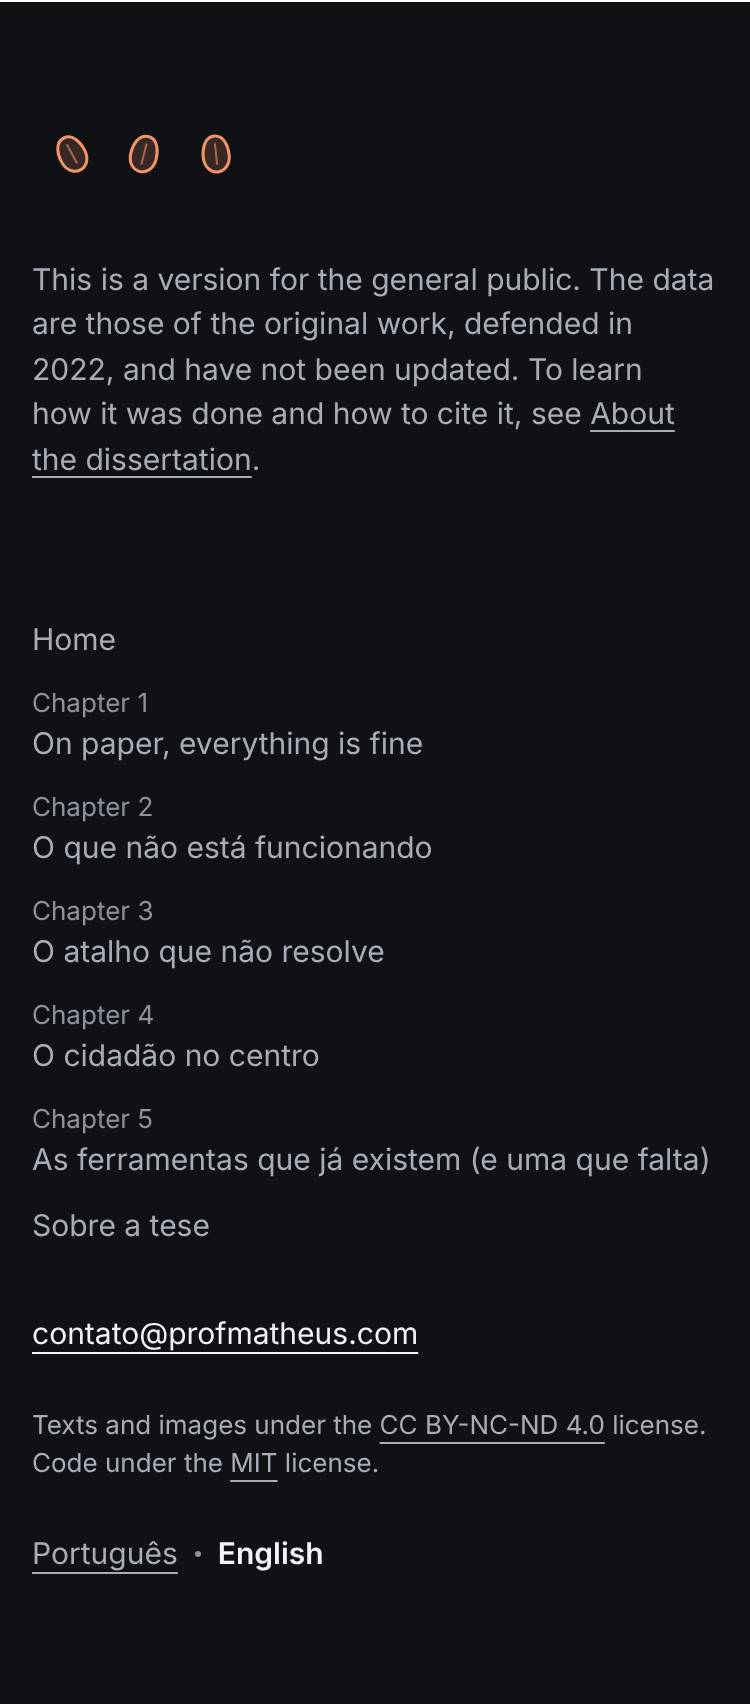 This is a version for the general public. The data
are those of the original work, defended in
2022, and have not been updated. To learn
how it was done and how to cite it, see About
the dissertation.
Home
Chapter 1
On paper, everything is fine
Chapter 2
O que não está funcionando
Chapter 3
O atalho que não resolve
Chapter 4
O cidadão no centro
Chapter 5
As ferramentas que já existem (e uma que falta)
Sobre a tese
contato@profmatheus.com
Texts and images under the CC BY-NC-ND 4.0 license.
Code under the MIT license.
Português • English